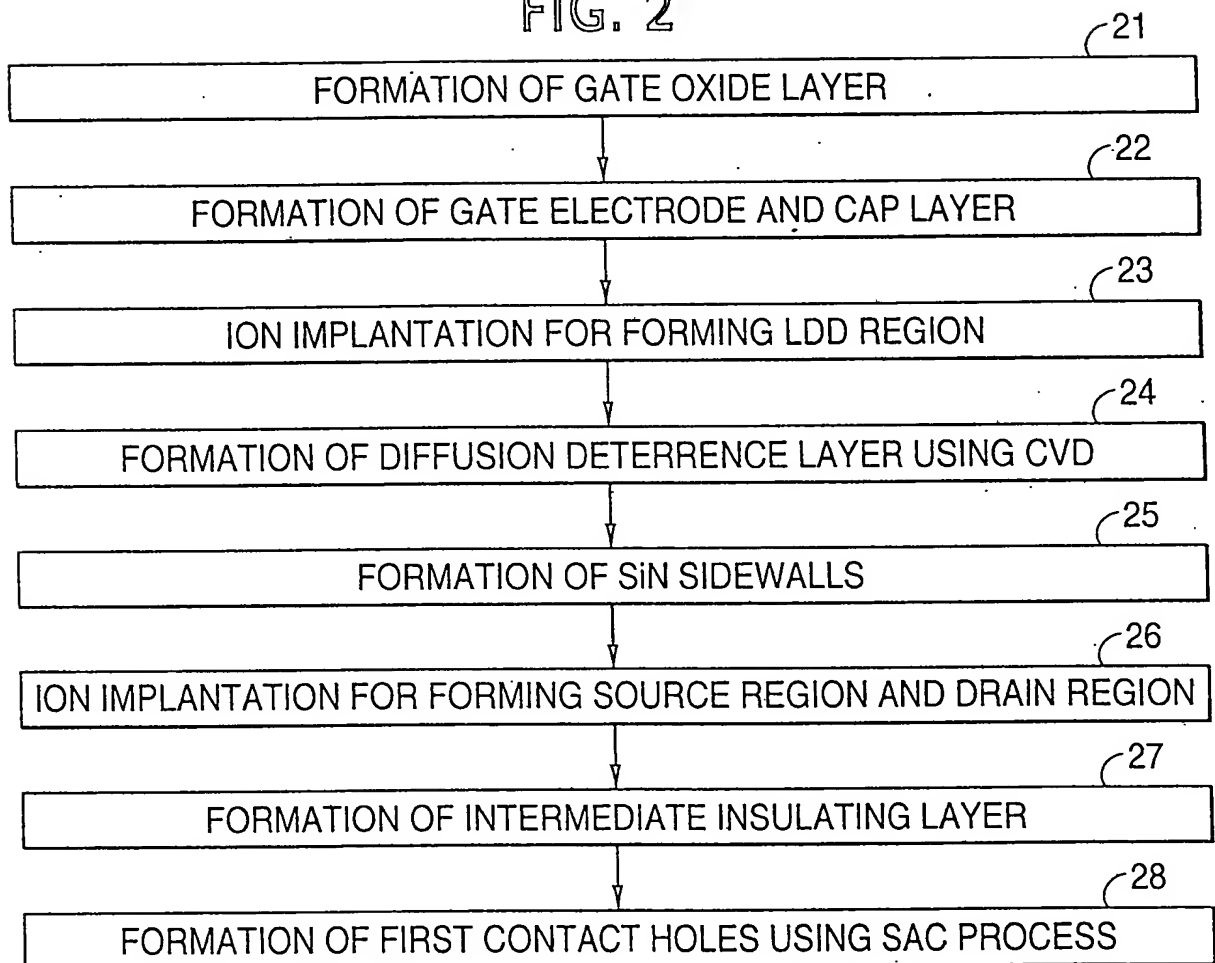 FIG. 2
21
FORMATION OF GATE OXIDE LAYER
22
FORMATION OF GATE ELECTRODE AND CAP LAYER
23
ION IMPLANTATION FOR FORMING LDD REGION
24
FORMATION OF DIFFUSION DETERRENCE LAYER USING CVD
25
FORMATION OF SiN SIDEWALLS
26
ION IMPLANTATION FOR FORMING SOURCE REGION AND DRAIN REGION
27
FORMATION OF INTERMEDIATE INSULATING LAYER
28
FORMATION OF FIRST CONTACT HOLES USING SAC PROCESS